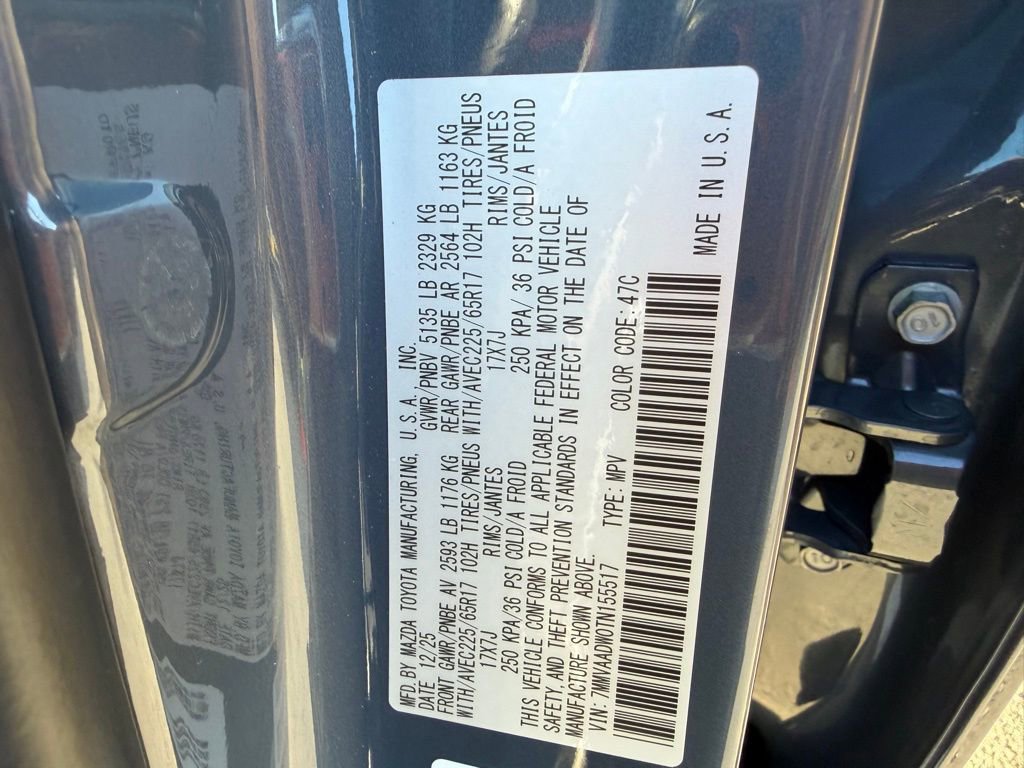 MFD.BY MAZDA TOYOTA MANUFACTURING, U.S.A., INC.
DATE 12/25 GVWR/PNBV 5135 LB 2329 KG
FRONT GAWR/PNBE AV 2593 LB 1176 KG REAR GAWR/PNBE AR 2564 LB 1163 KG
WITH/AVEC225/65R17 102H TIRES/PNEUS WITH/AVEC225/65R17 102H TIRES/PNEUS
17X7J RIMS/JANTES 17X7J RIMS/JANTES
250 KPA/36 PSI COLD/A FROID 250 KPA/ 36 PSI COLD/A FROID
THIS VEHICLE CONFORMS TO ALL APPLICABLE FEDERAL MOTOR VEHICLE
SAFETY, AND THEFT PREVENTION STANDARDS IN EFFECT ON THE DATE OF
MANUFACTURE SHOWN ABOVE.
VIN: 7MMVAADM0TN155517 TYPE: MPV COLOR CODE: 47C
MADE IN U.S.A.